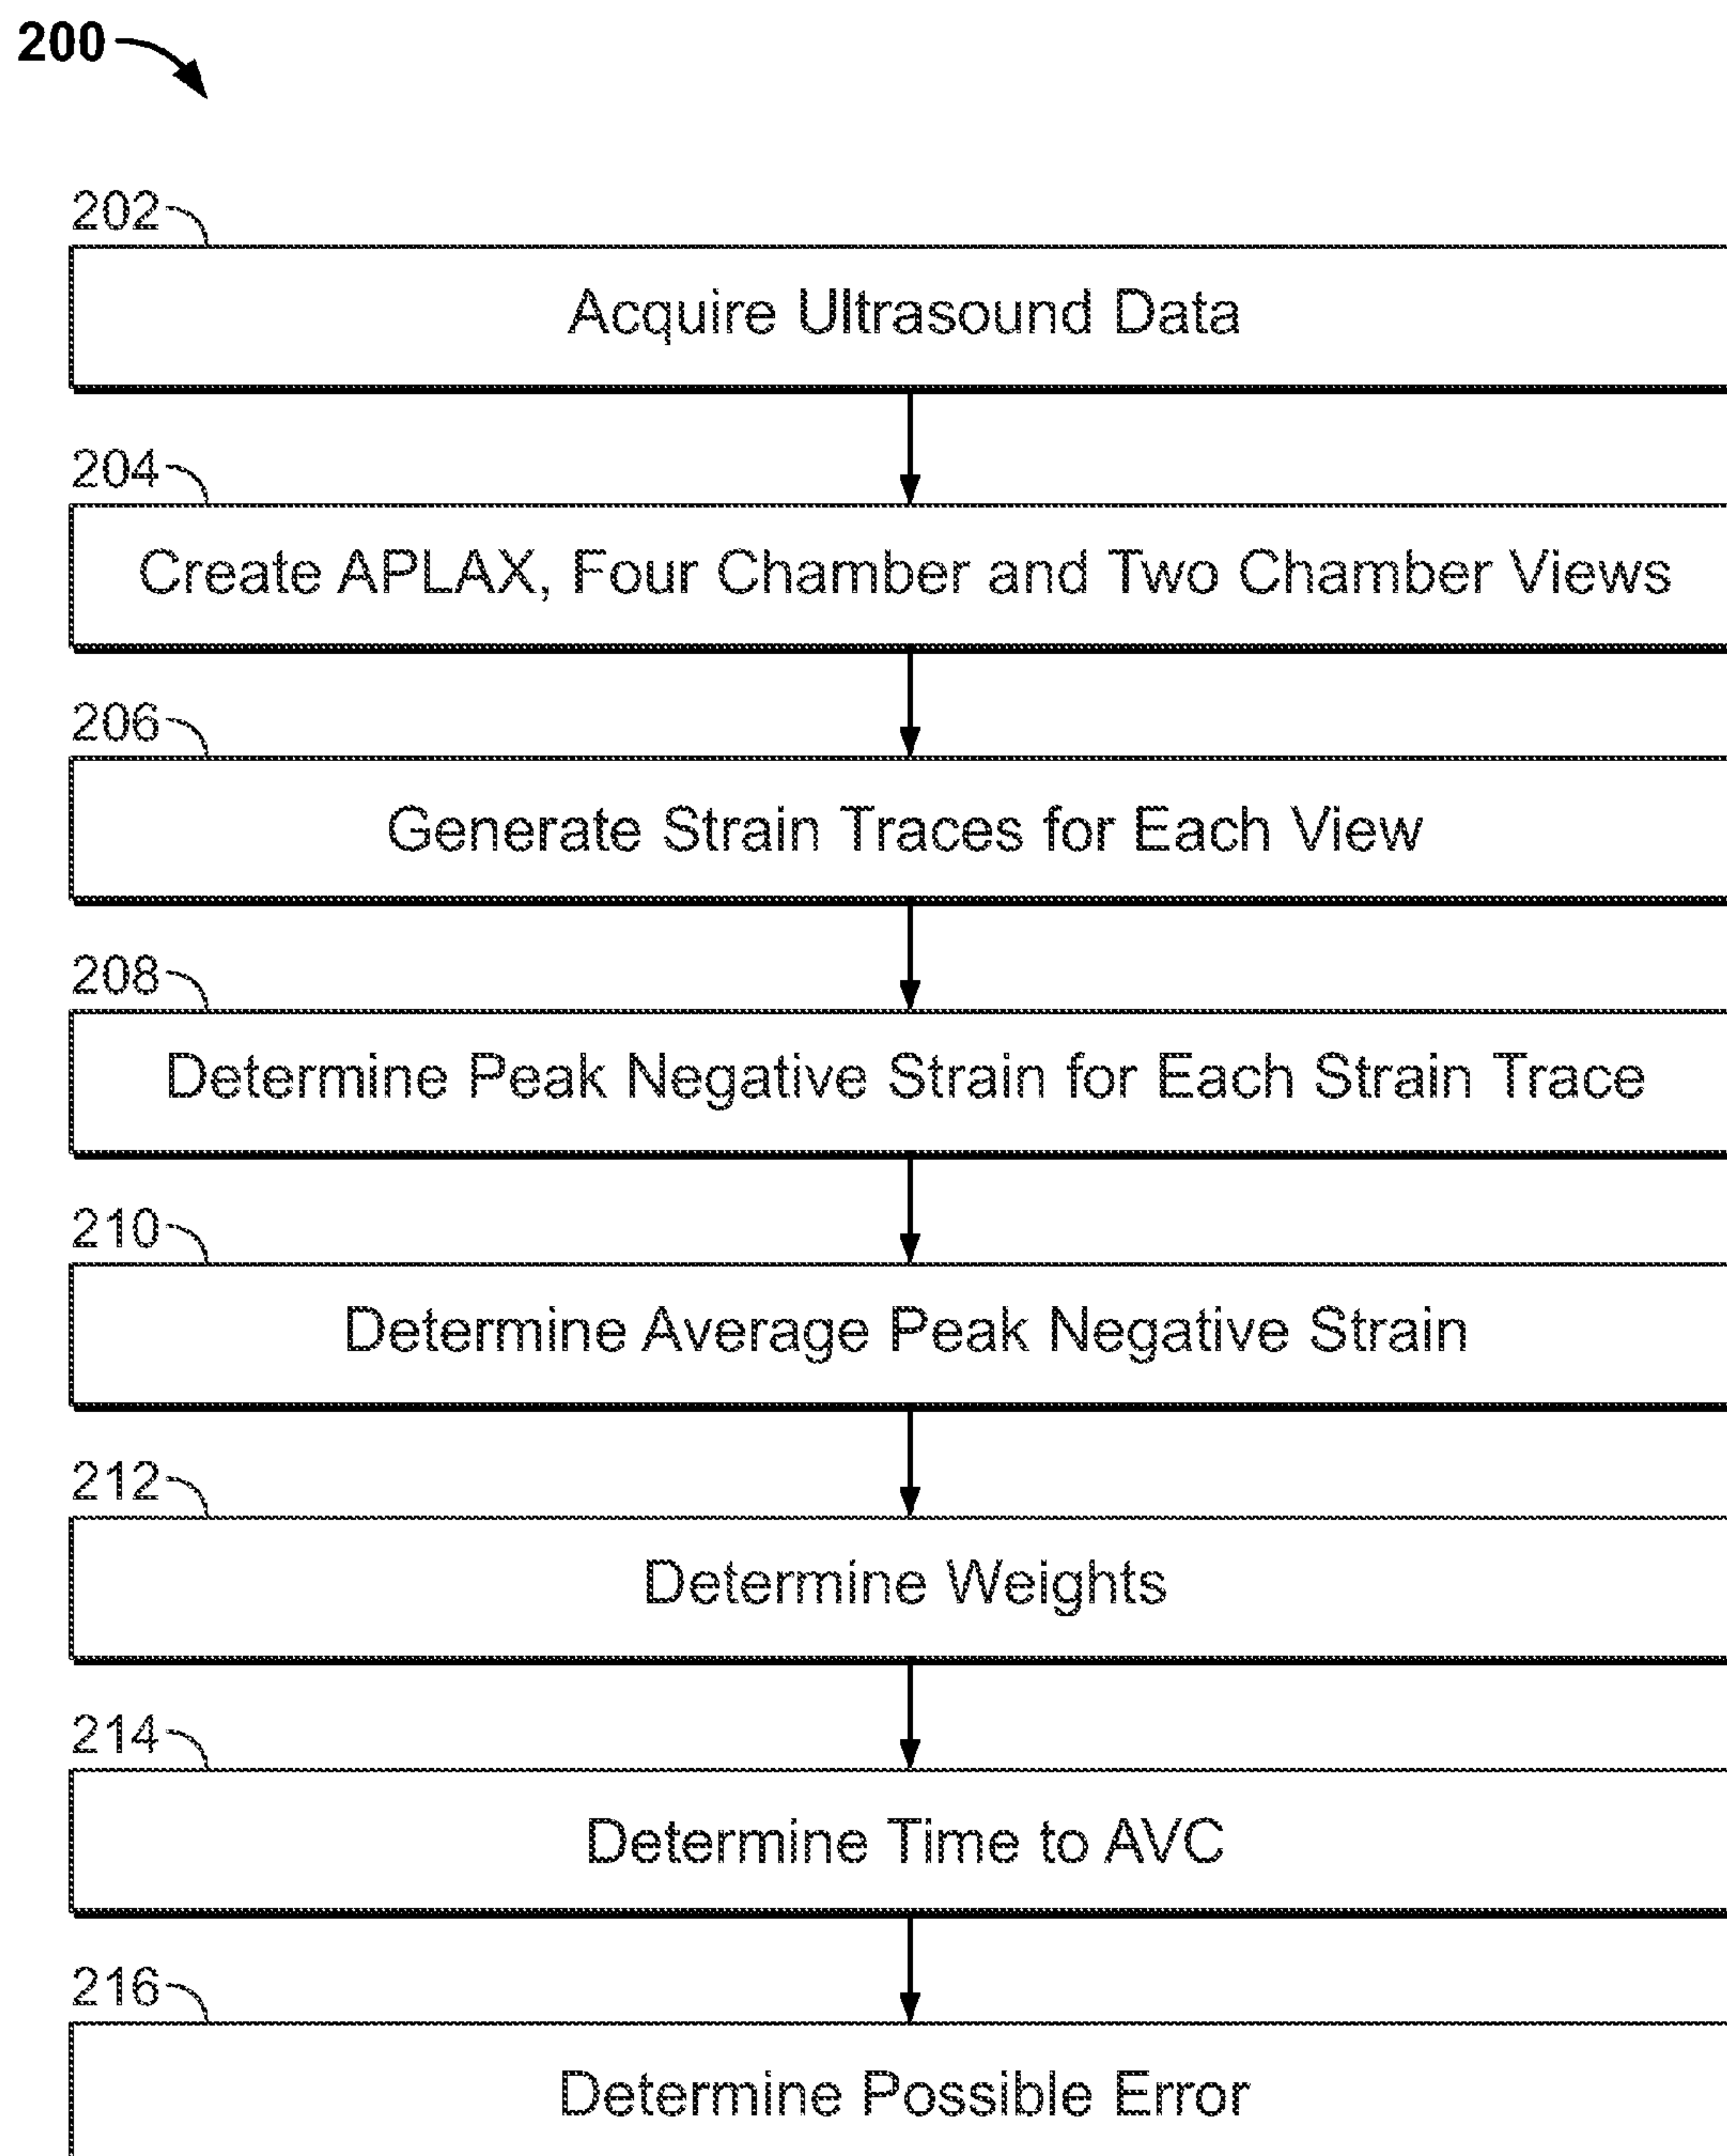 200
202
Acquire Ultrasound Data
204
Create APLAX, Four Chamber and Two Chamber Views
206
Generate Strain Traces for Each View
208
Determine Peak Negative Strain for Each Strain Trace
210
Determine Average Peak Negative Strain
212
Determine Weights
214
Determine Time to AVC
216
Determine Possible Error